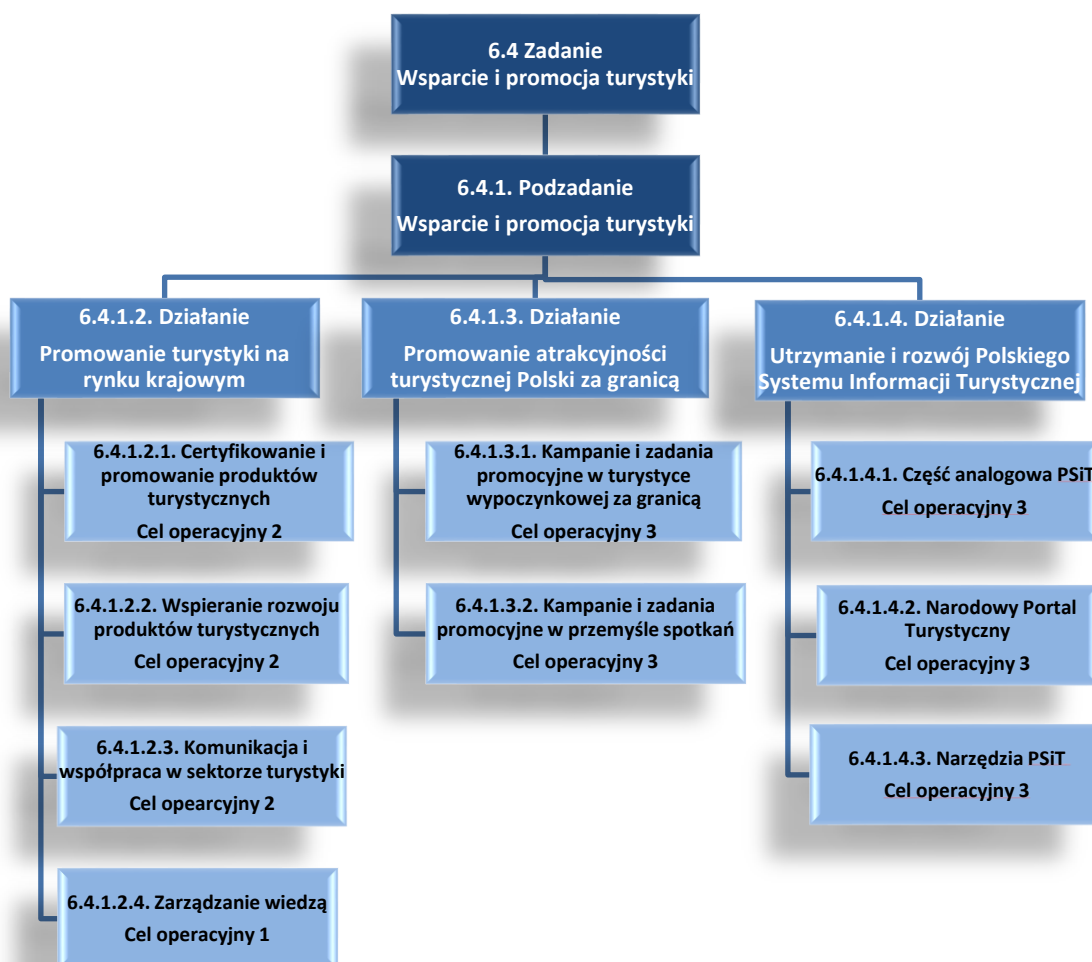 6.4 Zadanie
Wsparcie i promocja turystyki
6.4.1. Podzadanie
Wsparcie i promocja turystyki
6.4.1.2. Działanie
Promowanie turystyki na
rynku krajowym
6.4.1.2.1. Certyfikowanie i
promowanie produktów
turystycznych
Cel operacyjny 2
6.4.1.2.2. Wspieranie rozwoju
produktów turystycznych
Cel operacyjny 2
6.4.1.2.3. Komunikacja i
współpraca w sektorze turystyki
Cel opearcyjny 2
6.4.1.2.4. Zarządzanie wiedzą
Cel operacyjny 1
6.4.1.3. Działanie
Promowanie atrakcyjności
turystycznej Polski za granicą
6.4.1.3.1. Kampanie i zadania
promocyjne w turystyce
wypoczynkowej za granicą
Cel operacyjny 3
6.4.1.3.2. Kampanie i zadania
promocyjne w przemyśle spotkań
Cel operacyjny 3
6.4.1.4. Działanie
Utrzymanie i rozwój Polskiego
Systemu Informacji Turystycznej
6.4.1.4.1. Część analogowa PSiT
Cel operacyjny 3
6.4.1.4.2. Narodowy Portal
Turystyczny
Cel operacyjny 3
6.4.1.4.3. Narzędzia PSiT
Cel operacyjny 3